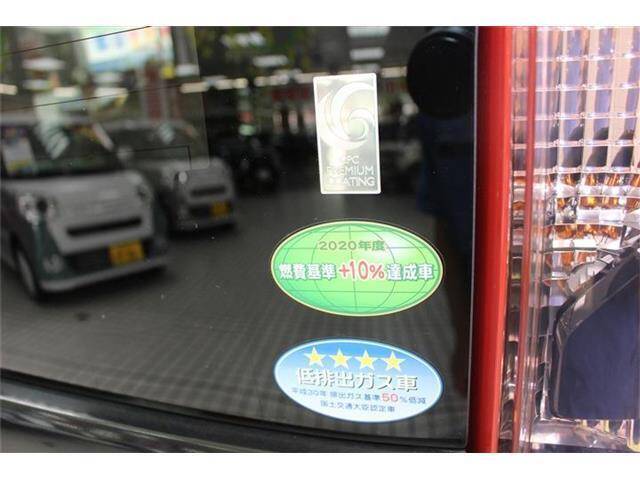 PREMIUM
COATING
2020年度
燃費基準+10%達成車
低排出ガス車
平成30年排出ガス基準50%低減
国土交通大臣認定車